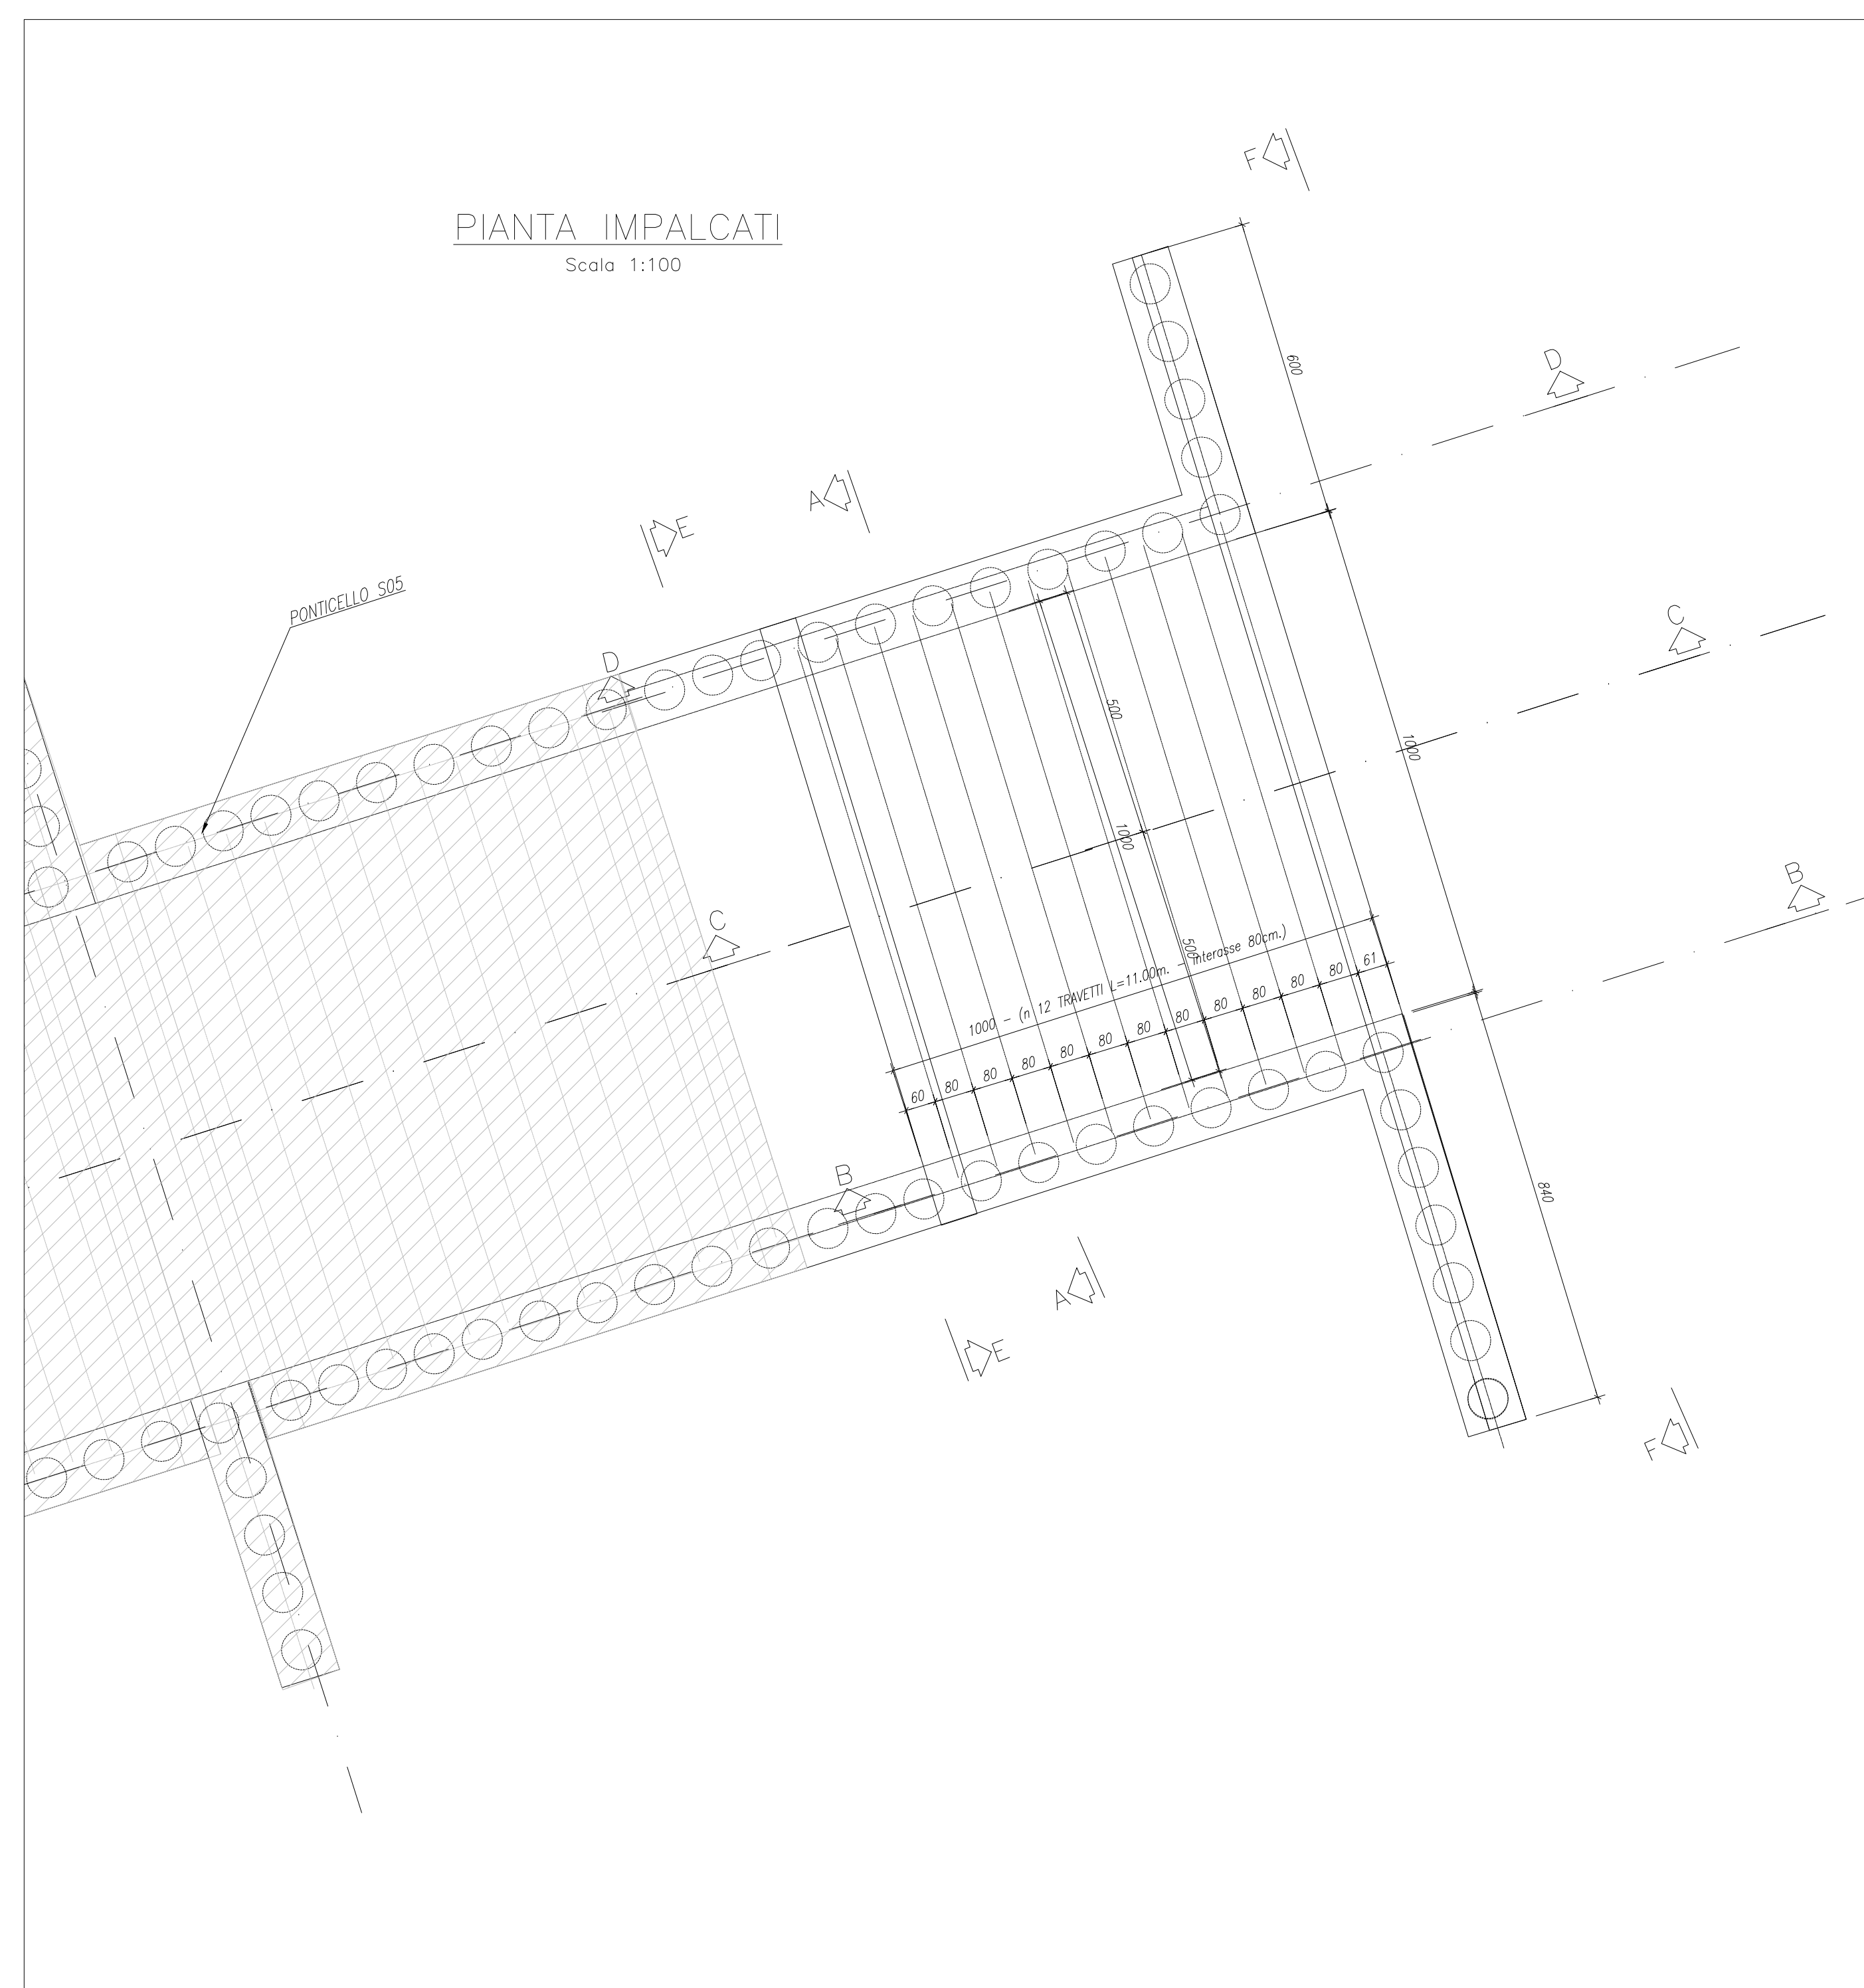 PIANTA IMPALCATI
Scala 1:100
F
600
D
A
E
PONTICELLO S05
C
D
500
1000
1000
B
C
500
1000 - (n 12 TRAVETTI L=11.00m. - interasse 80cm.)
60 80 80 80 80 80 80 80 80 80 80 80 61
B
840
A
E
F